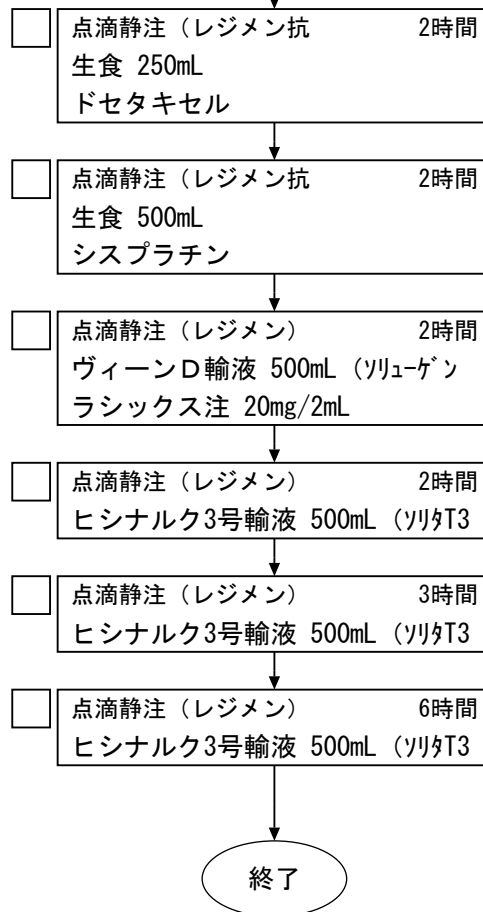 点滴静注（レジメン抗 2時間
生食 250mL
ドセタキセル
点滴静注（レジメン抗 2時間
生食 500mL
シスプラチン
点滴静注（レジメン） 2時間
ヴィーンＤ輸液 500mL（ｿﾘｭｰｹﾞﾝ
ラシックス注 20mg/2mL
点滴静注（レジメン） 2時間
ヒシナルク3号輸液 500mL（ｿﾘﾀT3
点滴静注（レジメン） 3時間
ヒシナルク3号輸液 500mL（ｿﾘﾀT3
点滴静注（レジメン） 6時間
ヒシナルク3号輸液 500mL（ｿﾘﾀT3
終了